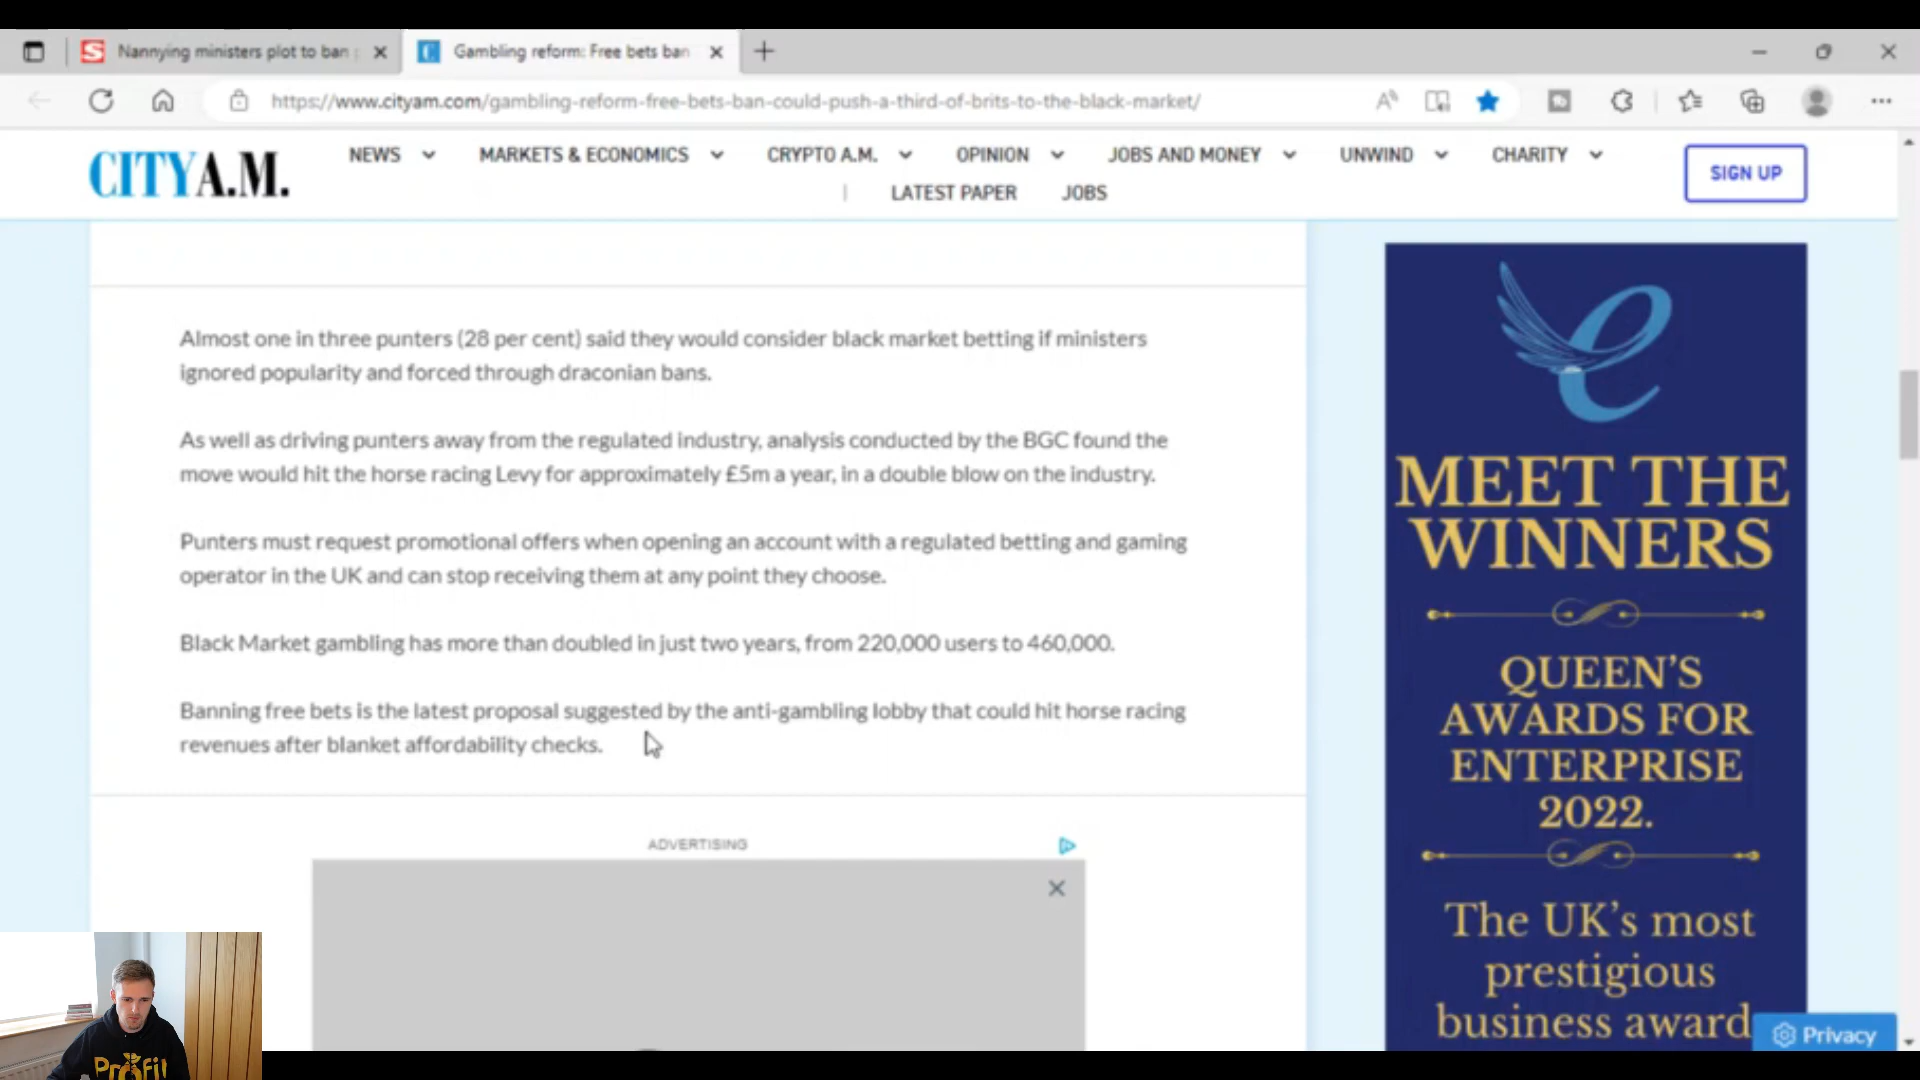 Nannying ministers plot to ban
Gambling reform: Free bets ban
https://www.cityam.com/gambling-reform-free-bets-ban-could-push-a-third-of-brits-to-the-black-market/
CITYA.M.
NEWS MARKETS & ECONOMICS CRYPTO A.M. OPINION JOBS AND MONEY UNWIND CHARITY
LATEST PAPER JOBS
SIGN UP
Almost one in three punters (28 per cent) said they would consider black market betting if ministers
ignored popularity and forced through draconian bans.
As well as driving punters away from the regulated industry, analysis conducted by the BGC found the
move would hit the horse racing Levy for approximately £5m a year, in a double blow on the industry.
Punters must request promotional offers when opening an account with a regulated betting and gaming
operator in the UK and can stop receiving them at any point they choose.
Black Market gambling has more than doubled in just two years, from 220,000 users to 460,000.
Banning free bets is the latest proposal suggested by the anti-gambling lobby that could hit horse racing
revenues after blanket affordability checks.
ADVERTISING
MEET THE
WINNERS
QUEEN'S
AWARDS FOR
ENTERPRISE
2022.
The UK's most
prestigious
business award
Privacy
Profit